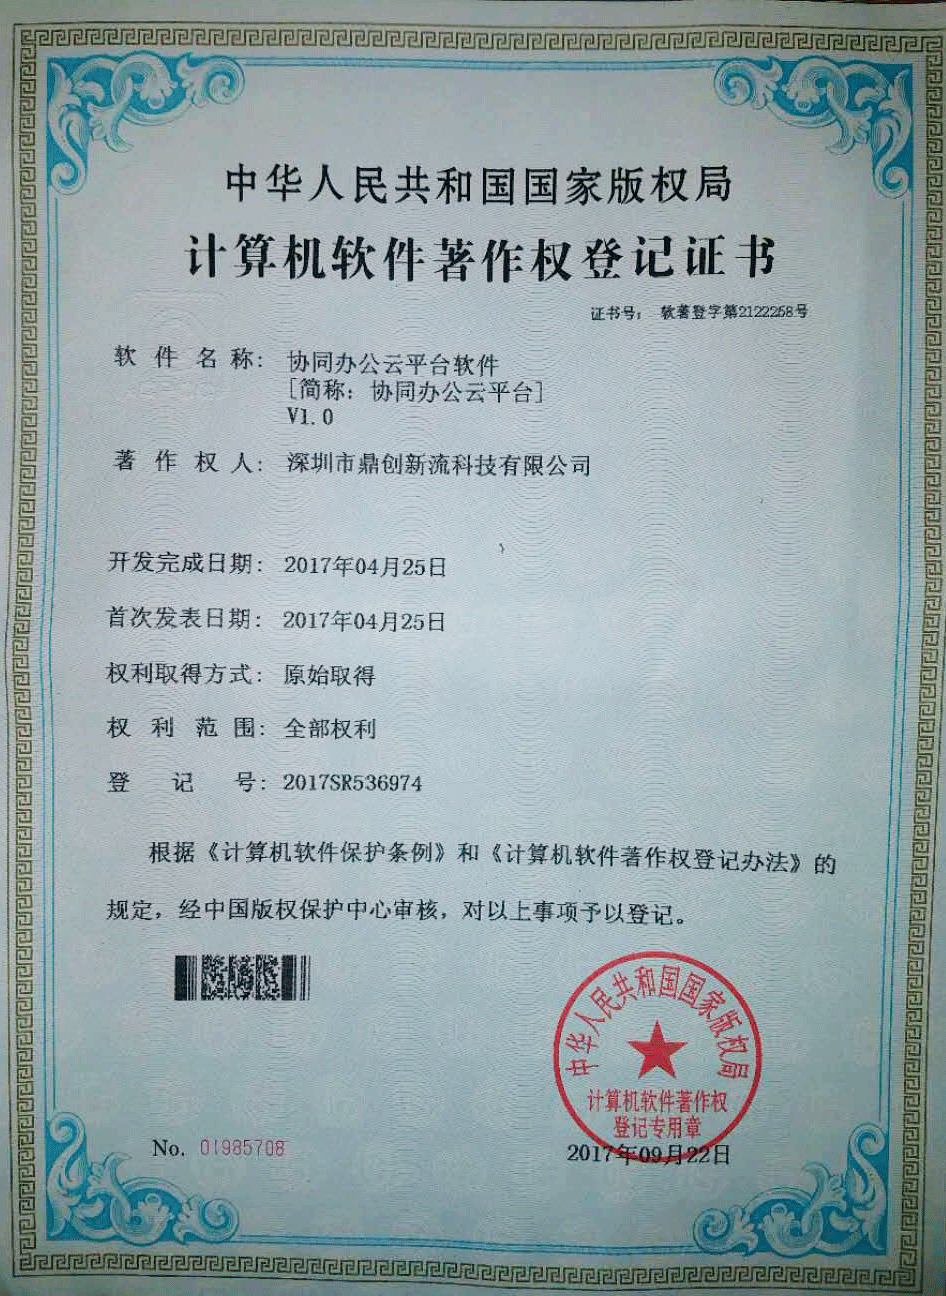 中华人民共和国国家版权局
计算机软件著作权登记证书
证书号: 软著登字第2122258号
软件名称: 协同办公云平台软件
[简称: 协同办公云平台]
V1.0
著作权人: 深圳市鼎创新流科技有限公司
开发完成日期: 2017年04月25日
首次发表日期: 2017年04月25日
权利取得方式: 原始取得
权利范围: 全部权利
登记号: 2017SR536974
根据《计算机软件保护条例》和《计算机软件著作权登记办法》的
规定,经中国版权保护中心审核,对以上事项予以登记。
中华人民共和国国家版权局
计算机软件著作权
登记专用章
No. 01985708
2017年09月22日